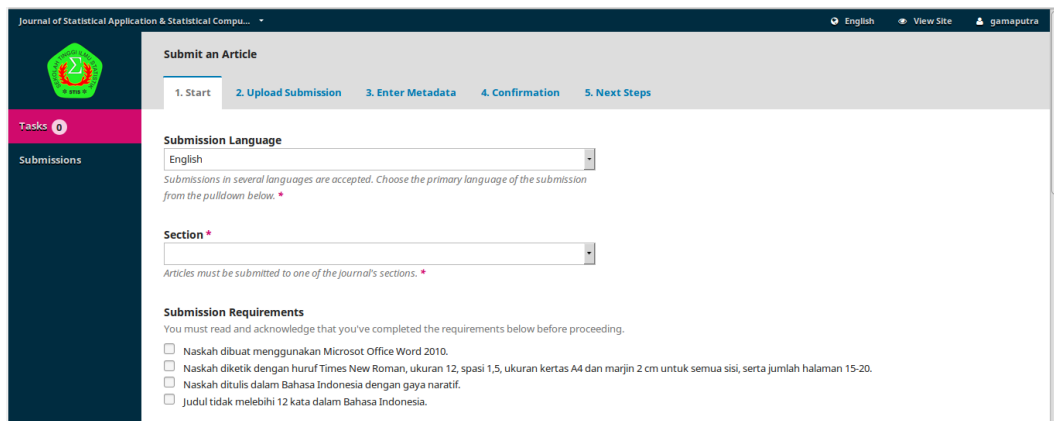 Journal of Statistical Application & Statistical Compu...
English
View Site
gamaputra
SEKOLAH TINGGI ILMU STATISTIK
STIS
Tasks 0
Submissions
Submit an Article
1. Start 2. Upload Submission 3. Enter Metadata 4. Confirmation 5. Next Steps
Submission Language
English
Submissions in several languages are accepted. Choose the primary language of the submission
from the pulldown below. *
Section *
Articles must be submitted to one of the journal's sections. *
Submission Requirements
You must read and acknowledge that you've completed the requirements below before proceeding.
Naskah dibuat menggunakan Microsot Office Word 2010.
Naskah diketik dengan huruf Times New Roman, ukuran 12, spasi 1,5, ukuran kertas A4 dan marjin 2 cm untuk semua sisi, serta jumlah halaman 15-20.
Naskah ditulis dalam Bahasa Indonesia dengan gaya naratif.
Judul tidak melebihi 12 kata dalam Bahasa Indonesia.